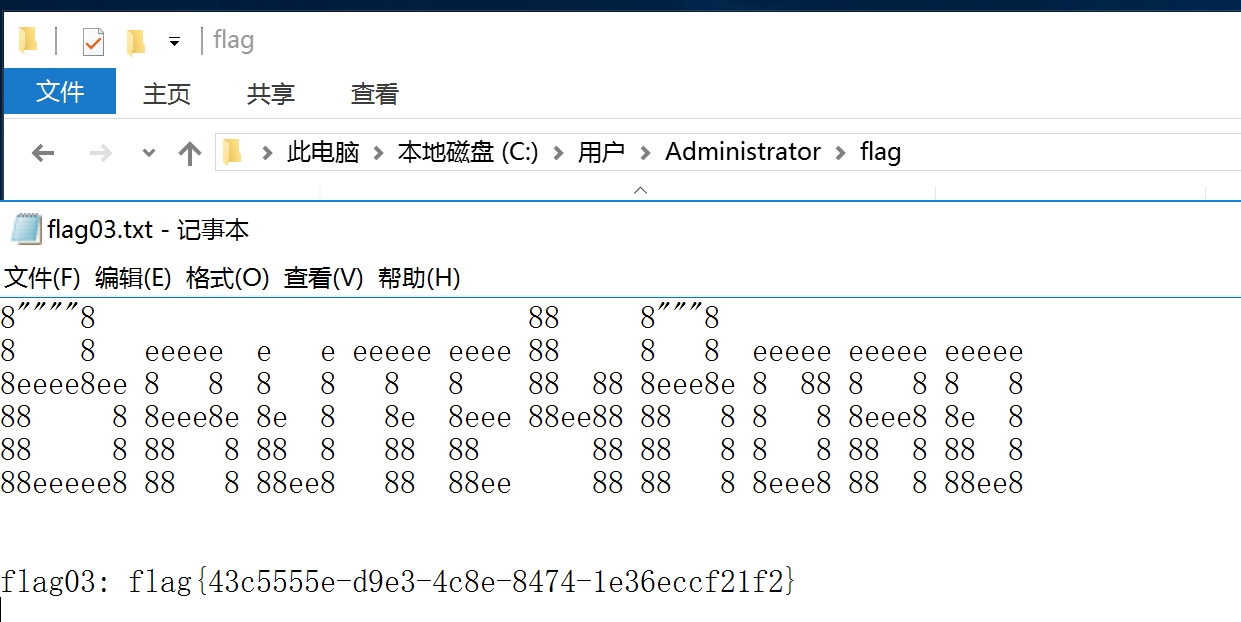 flag
文件 主页 共享 查看
此电脑 > 本地磁盘 (C:) > 用户 > Administrator > flag
flag03.txt - 记事本
文件(F) 编辑(E) 格式(O) 查看(V) 帮助(H)
8""""8                           88     8"""8
8    8   eeeee  e   e eeeee eeee 88     8   8  eeeee eeeee eeeee
8eeee8ee 8   8  8   8   8   8    88  88 8eee8e 8  88 8   8 8   8
88     8 8eee8e 8e  8   8e  8eee 88ee88 88   8 8   8 8eee8 8e  8
88     8 88   8 88  8   88  88       88 88   8 8   8 88  8 88  8
88eeeee8 88   8 88ee8   88  88ee     88 88   8 8eee8 88  8 88ee8
flag03: flag{43c5555e-d9e3-4c8e-8474-1e36eccf21f2}